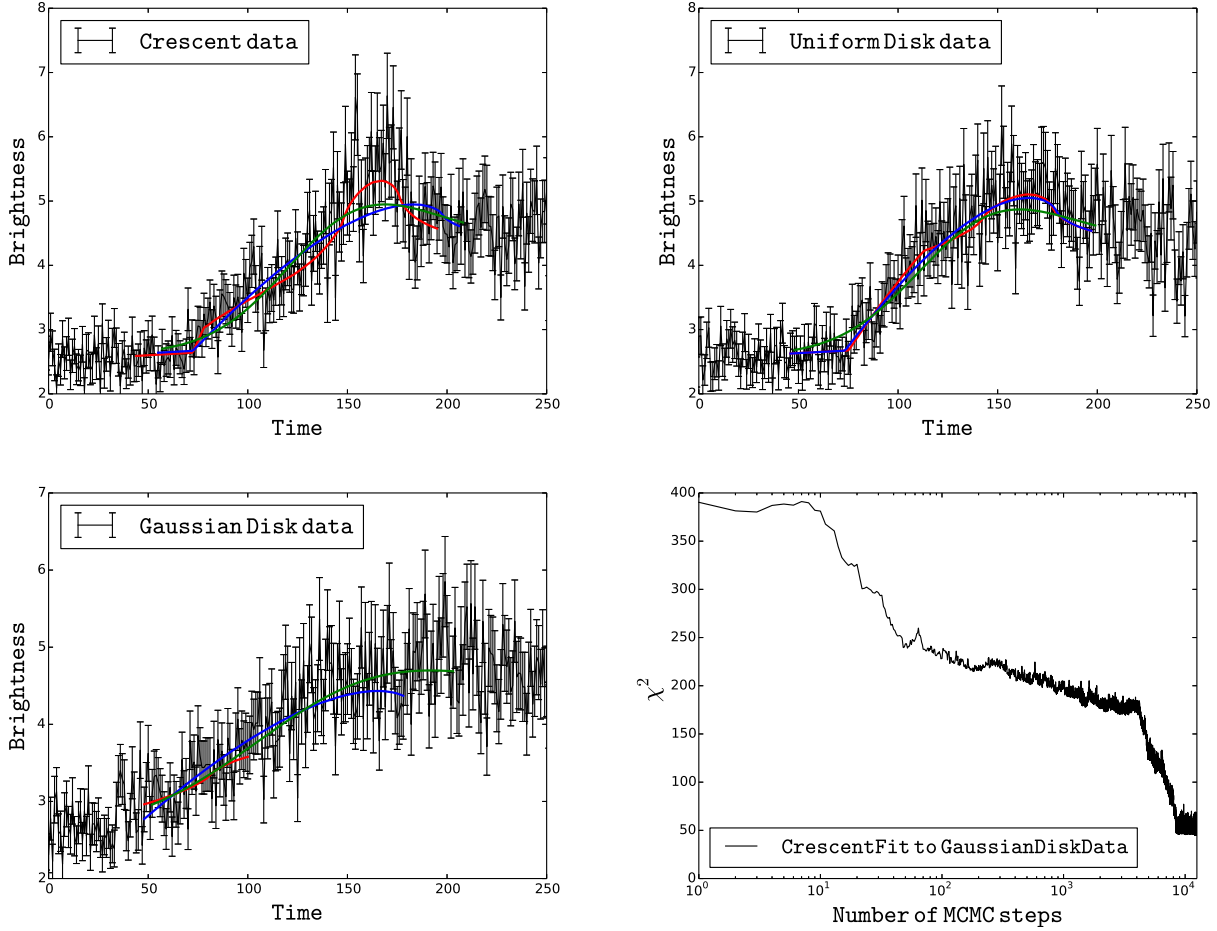 Crescent data
8
7
6
5
4
3
2
Brightness
0 50 100 150 200 250
Time
Uniform Disk data
8
7
6
5
4
3
2
Brightness
0 50 100 150 200 250
Time
Gaussian Disk data
7
6
5
4
3
2
Brightness
0 50 100 150 200 250
Time
400
350
300
250
200
150
100
50
0
χ²
Crescent Fit to Gaussian Disk Data
10⁰ 10¹ 10² 10³ 10⁴
Number of MCMC steps